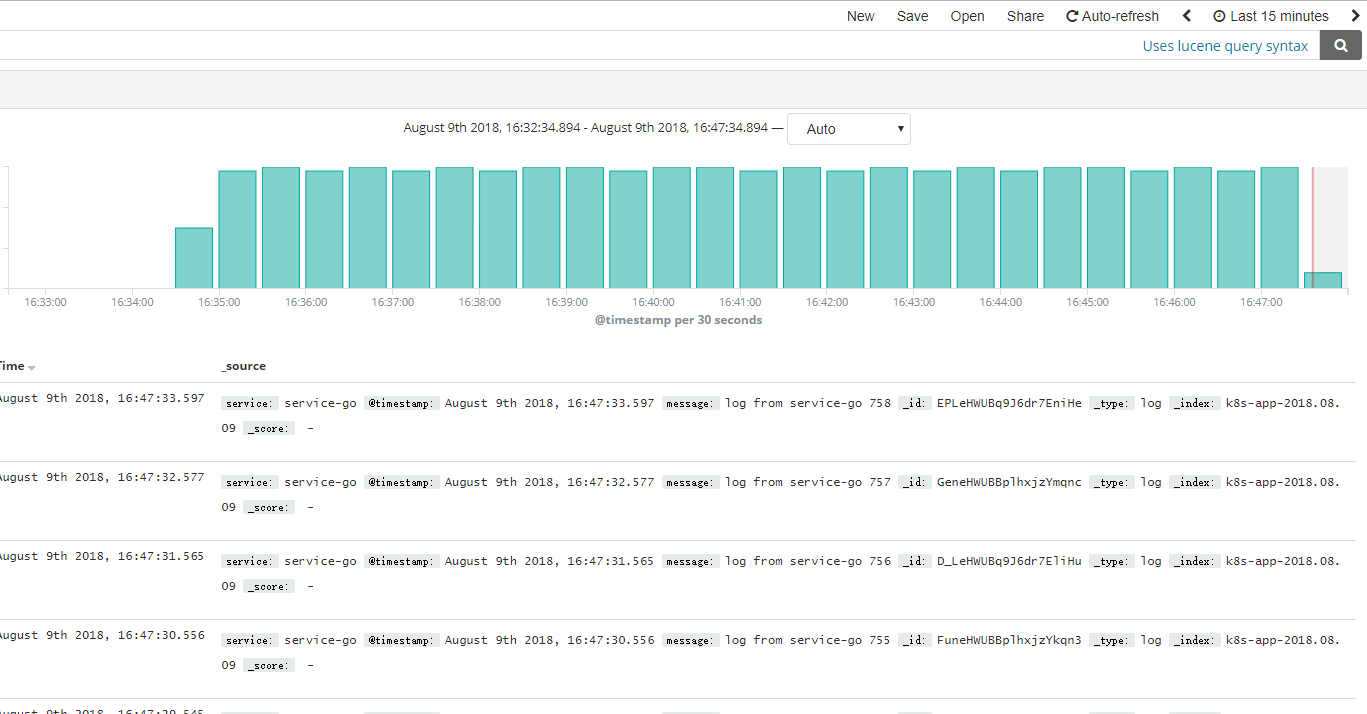 New Save Open Share Auto-refresh Last 15 minutes
Uses lucene query syntax
August 9th 2018, 16:32:34.894 - August 9th 2018, 16:47:34.894 — Auto
16:33:00 16:34:00 16:35:00 16:36:00 16:37:00 16:38:00 16:39:00 16:40:00 16:41:00 16:42:00 16:43:00 16:44:00 16:45:00 16:46:00 16:47:00
@timestamp per 30 seconds
Time _source
August 9th 2018, 16:47:33.597 service: service-go @timestamp: August 9th 2018, 16:47:33.597 message: log from service-go 758 _id: EPLeHWUBq9J6dr7EniHe _type: log _index: k8s-app-2018.08.
09 _score: -
August 9th 2018, 16:47:32.577 service: service-go @timestamp: August 9th 2018, 16:47:32.577 message: log from service-go 757 _id: GeneHWUBBplhxjzYmqnc _type: log _index: k8s-app-2018.08.
09 _score: -
August 9th 2018, 16:47:31.565 service: service-go @timestamp: August 9th 2018, 16:47:31.565 message: log from service-go 756 _id: D_LeHWUBq9J6dr7EliHu _type: log _index: k8s-app-2018.08.
09 _score: -
August 9th 2018, 16:47:30.556 service: service-go @timestamp: August 9th 2018, 16:47:30.556 message: log from service-go 755 _id: FuneHWUBBplhxjzYkqn3 _type: log _index: k8s-app-2018.08.
09 _score: -
August 9th 2018, 16:47:29.545